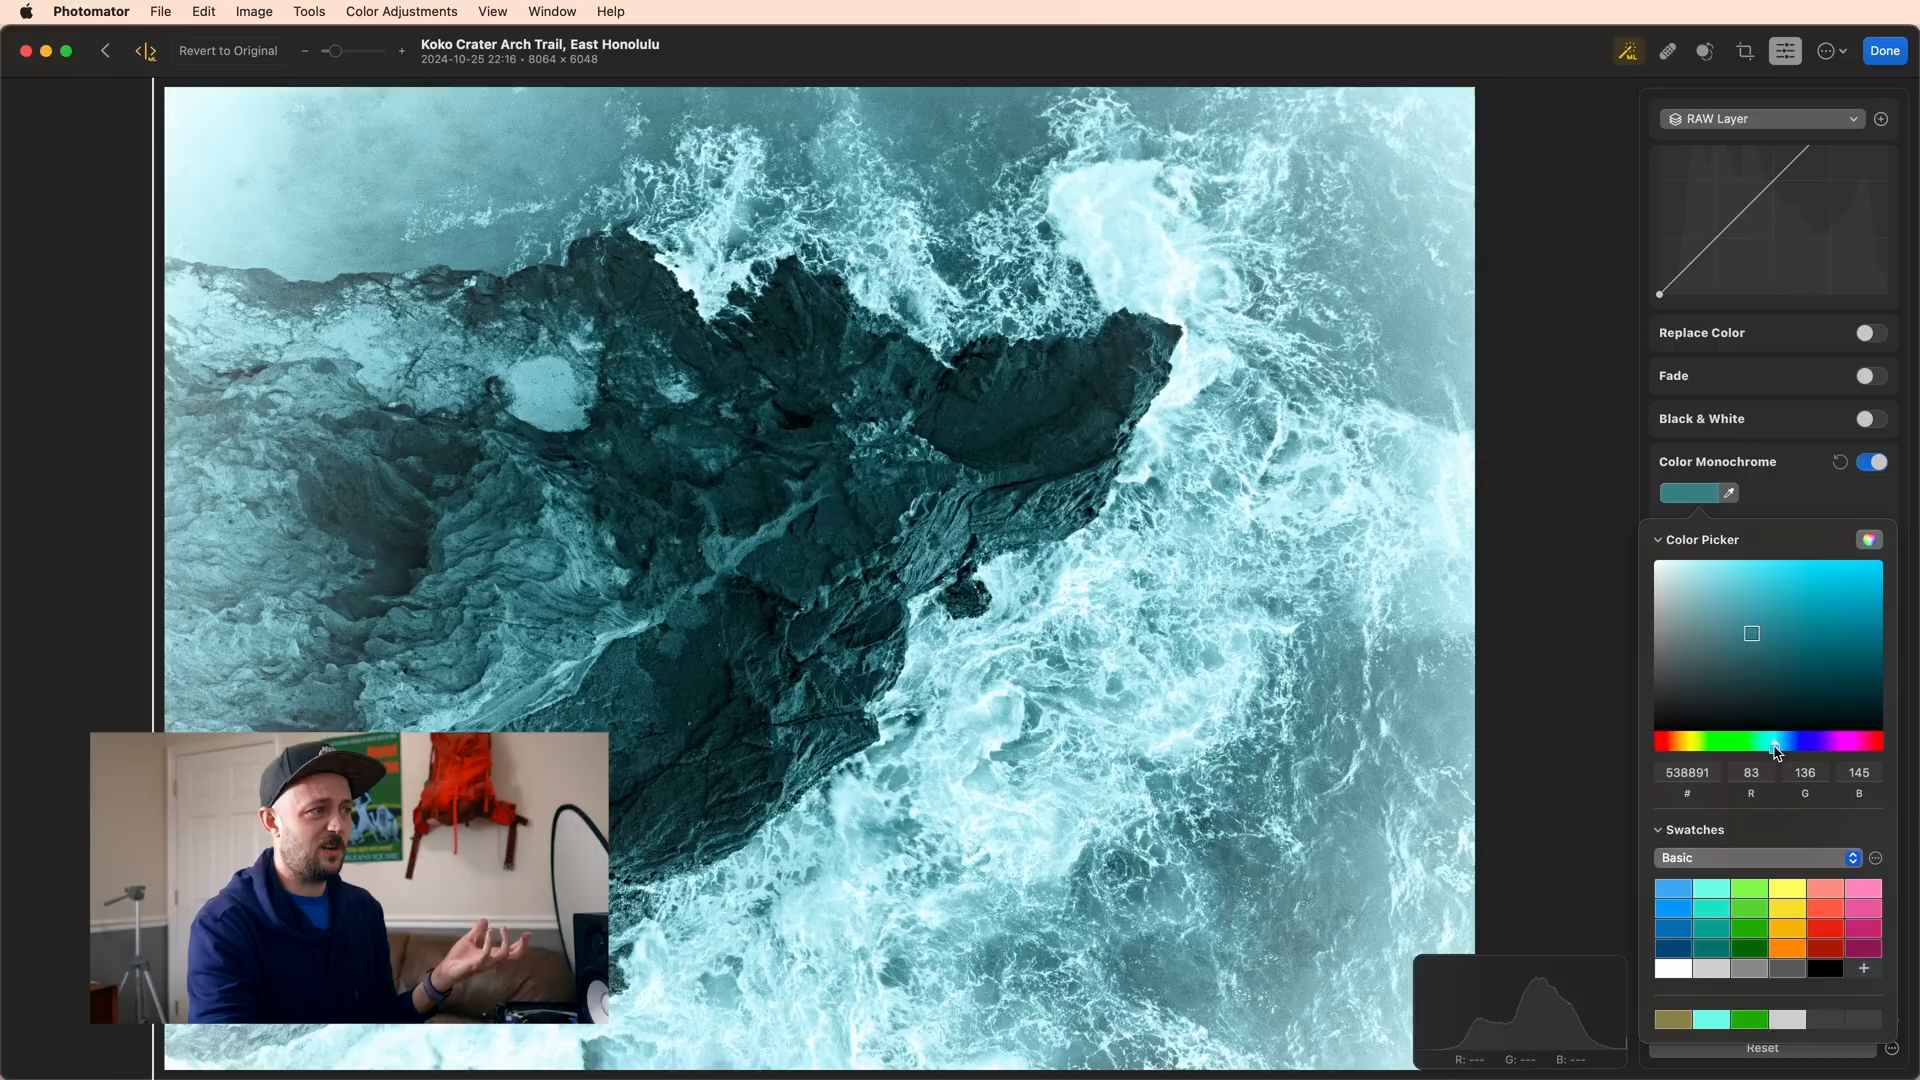 Photomator File Edit Image Tools Color Adjustments View Window Help
ML Revert to Original − + Koko Crater Arch Trail, East Honolulu ML Done
2024-10-25 22:16 • 8064 × 6048
RAW Layer
Replace Color
Fade
Black & White
Color Monochrome
Color Picker
538891 83 136 145
# R G B
Swatches
Basic
+
R: --- G: --- B: ---
Reset